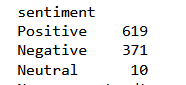 sentiment
Positive 619
Negative 371
Neutral 10